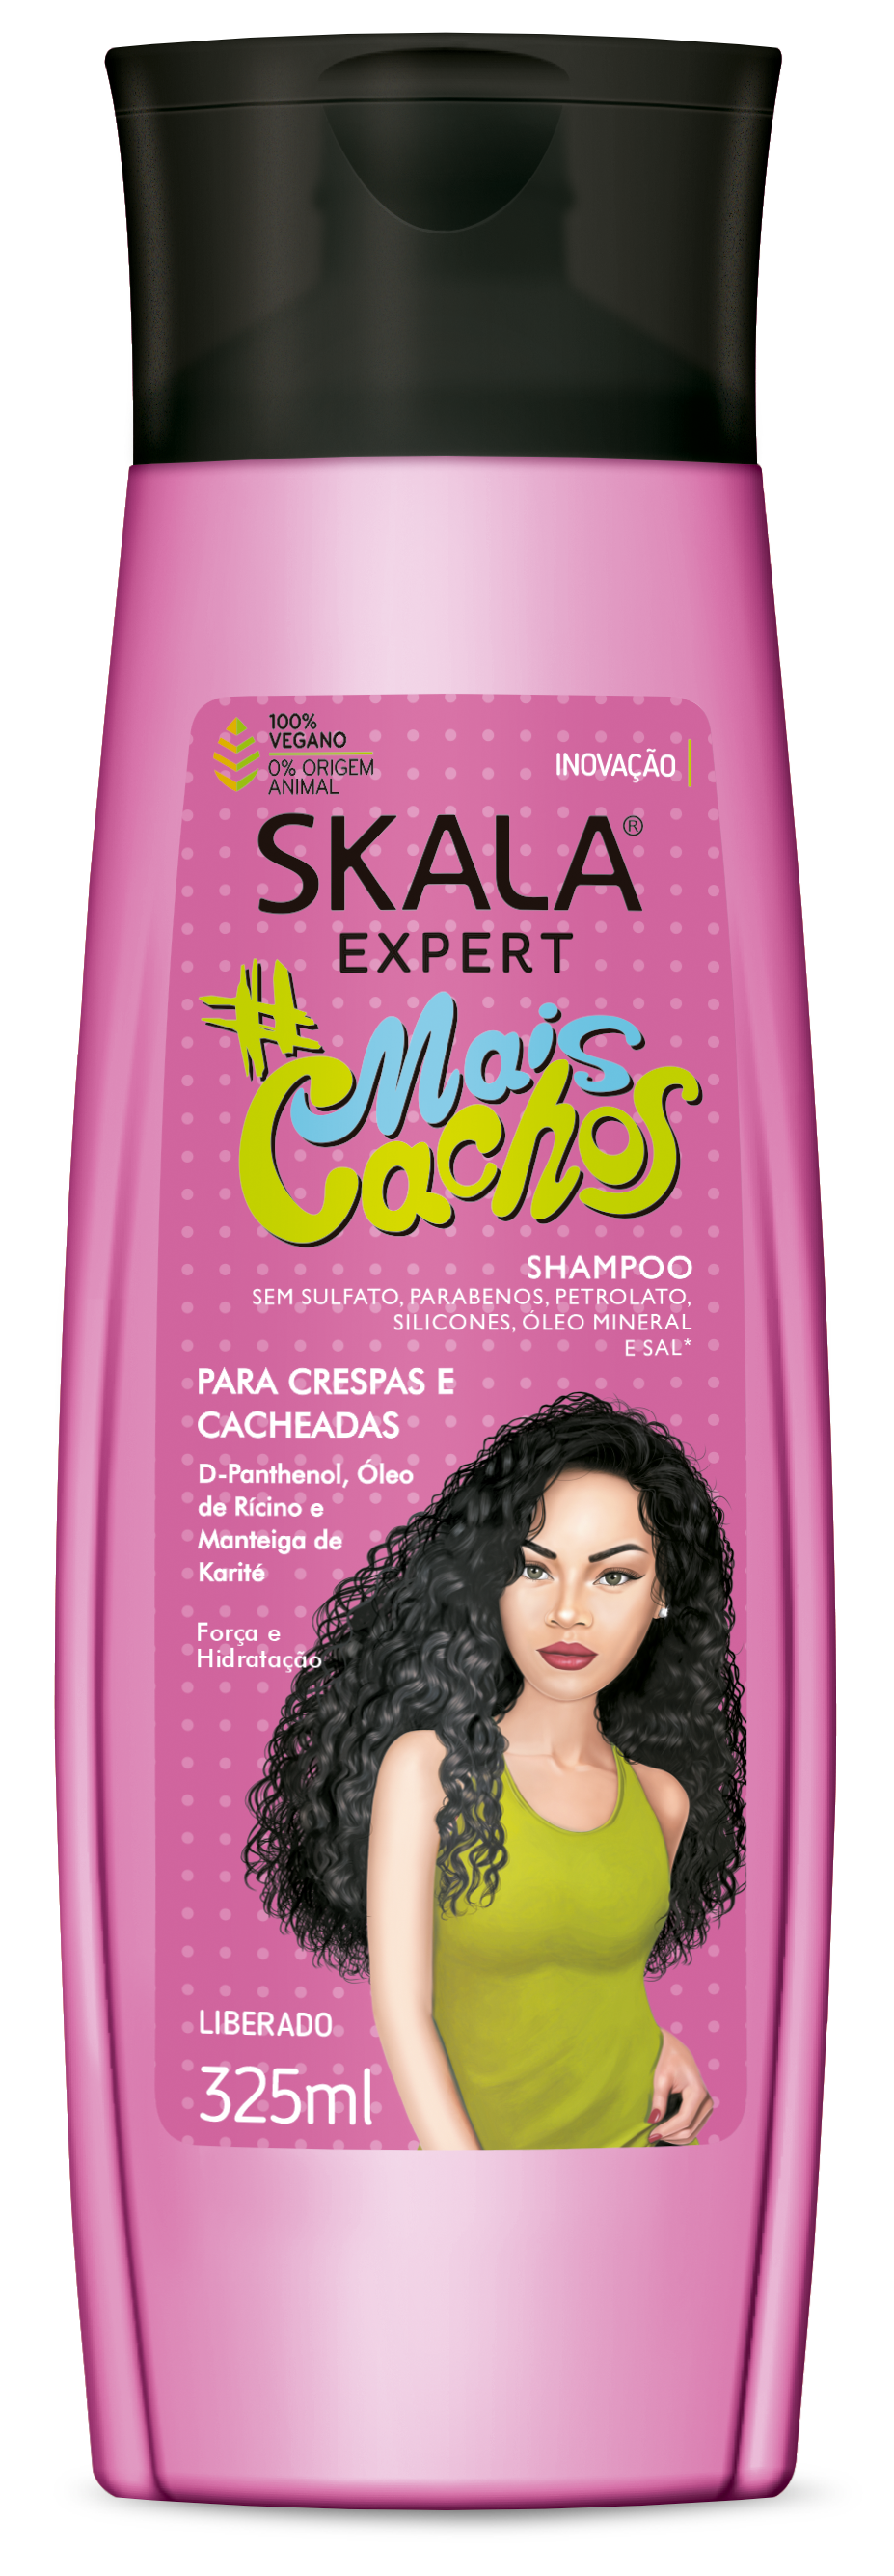 100%
VEGANO
0% ORIGEM
ANIMAL
INOVAÇÃO
SKALA®
EXPERT
#Mais
Cachos
SHAMPOO
SEM SULFATO, PARABENOS, PETROLATO,
SILICONES, ÓLEO MINERAL
E SAL*
PARA CRESPAS E
CACHEADAS
D-Panthenol, Óleo
de Rícino e
Manteiga de
Karité
Força e
Hidratação
LIBERADO
325ml